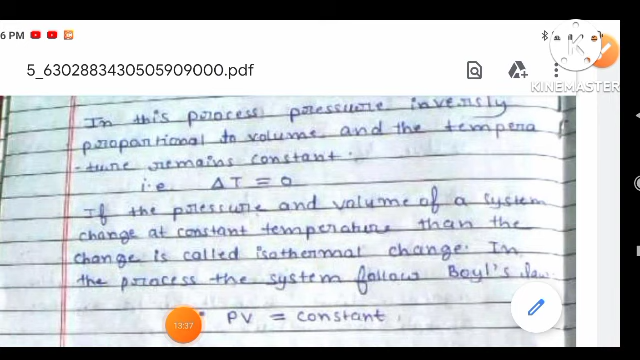 6 PM
5_6302883430505909000.pdf
K
KINEMASTER
In this process pressure inversly
proportional to volume and the tempera
-ture remains constant.
i.e ΔT = 0
If the pressure and volume of a system
change at constant temperature than the
change is called isothermal change. In
the process the system follow Boyl's law
13:37
PV = constant.